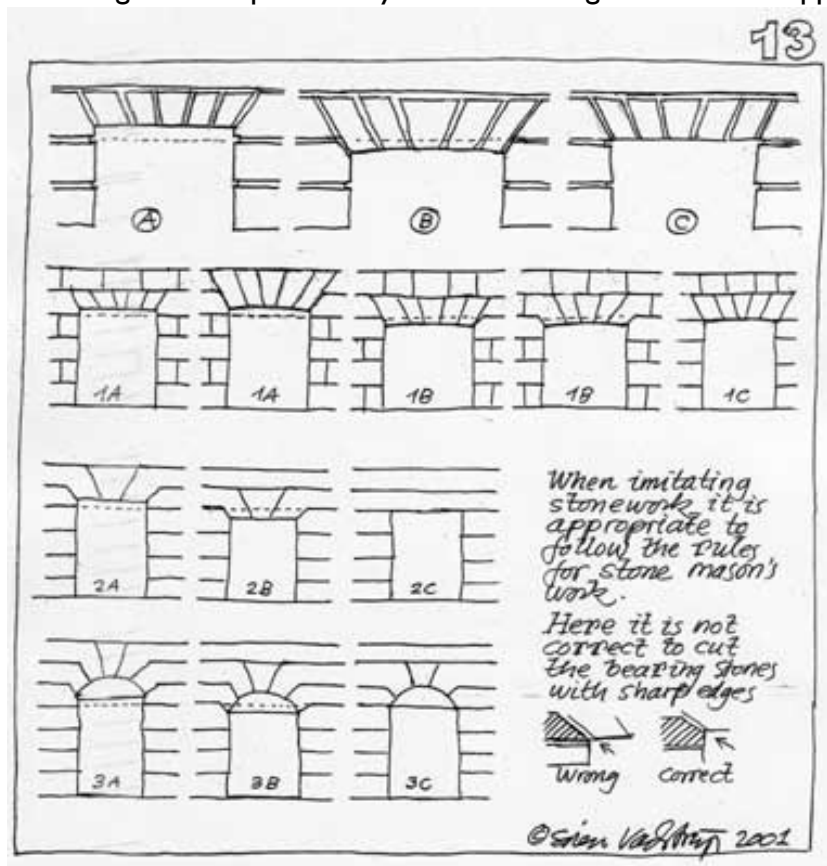 13
A B C
1A 1A 1B 1B 1C
2A 2B 2C
When imitating
stonework it is
appropriate to
follow the rules
for stone mason's
work.
Here it is not
correct to cut
the bearing stones
with sharp edges
3A 3B 3C
wrong correct
© Søren Vadstrup 2001